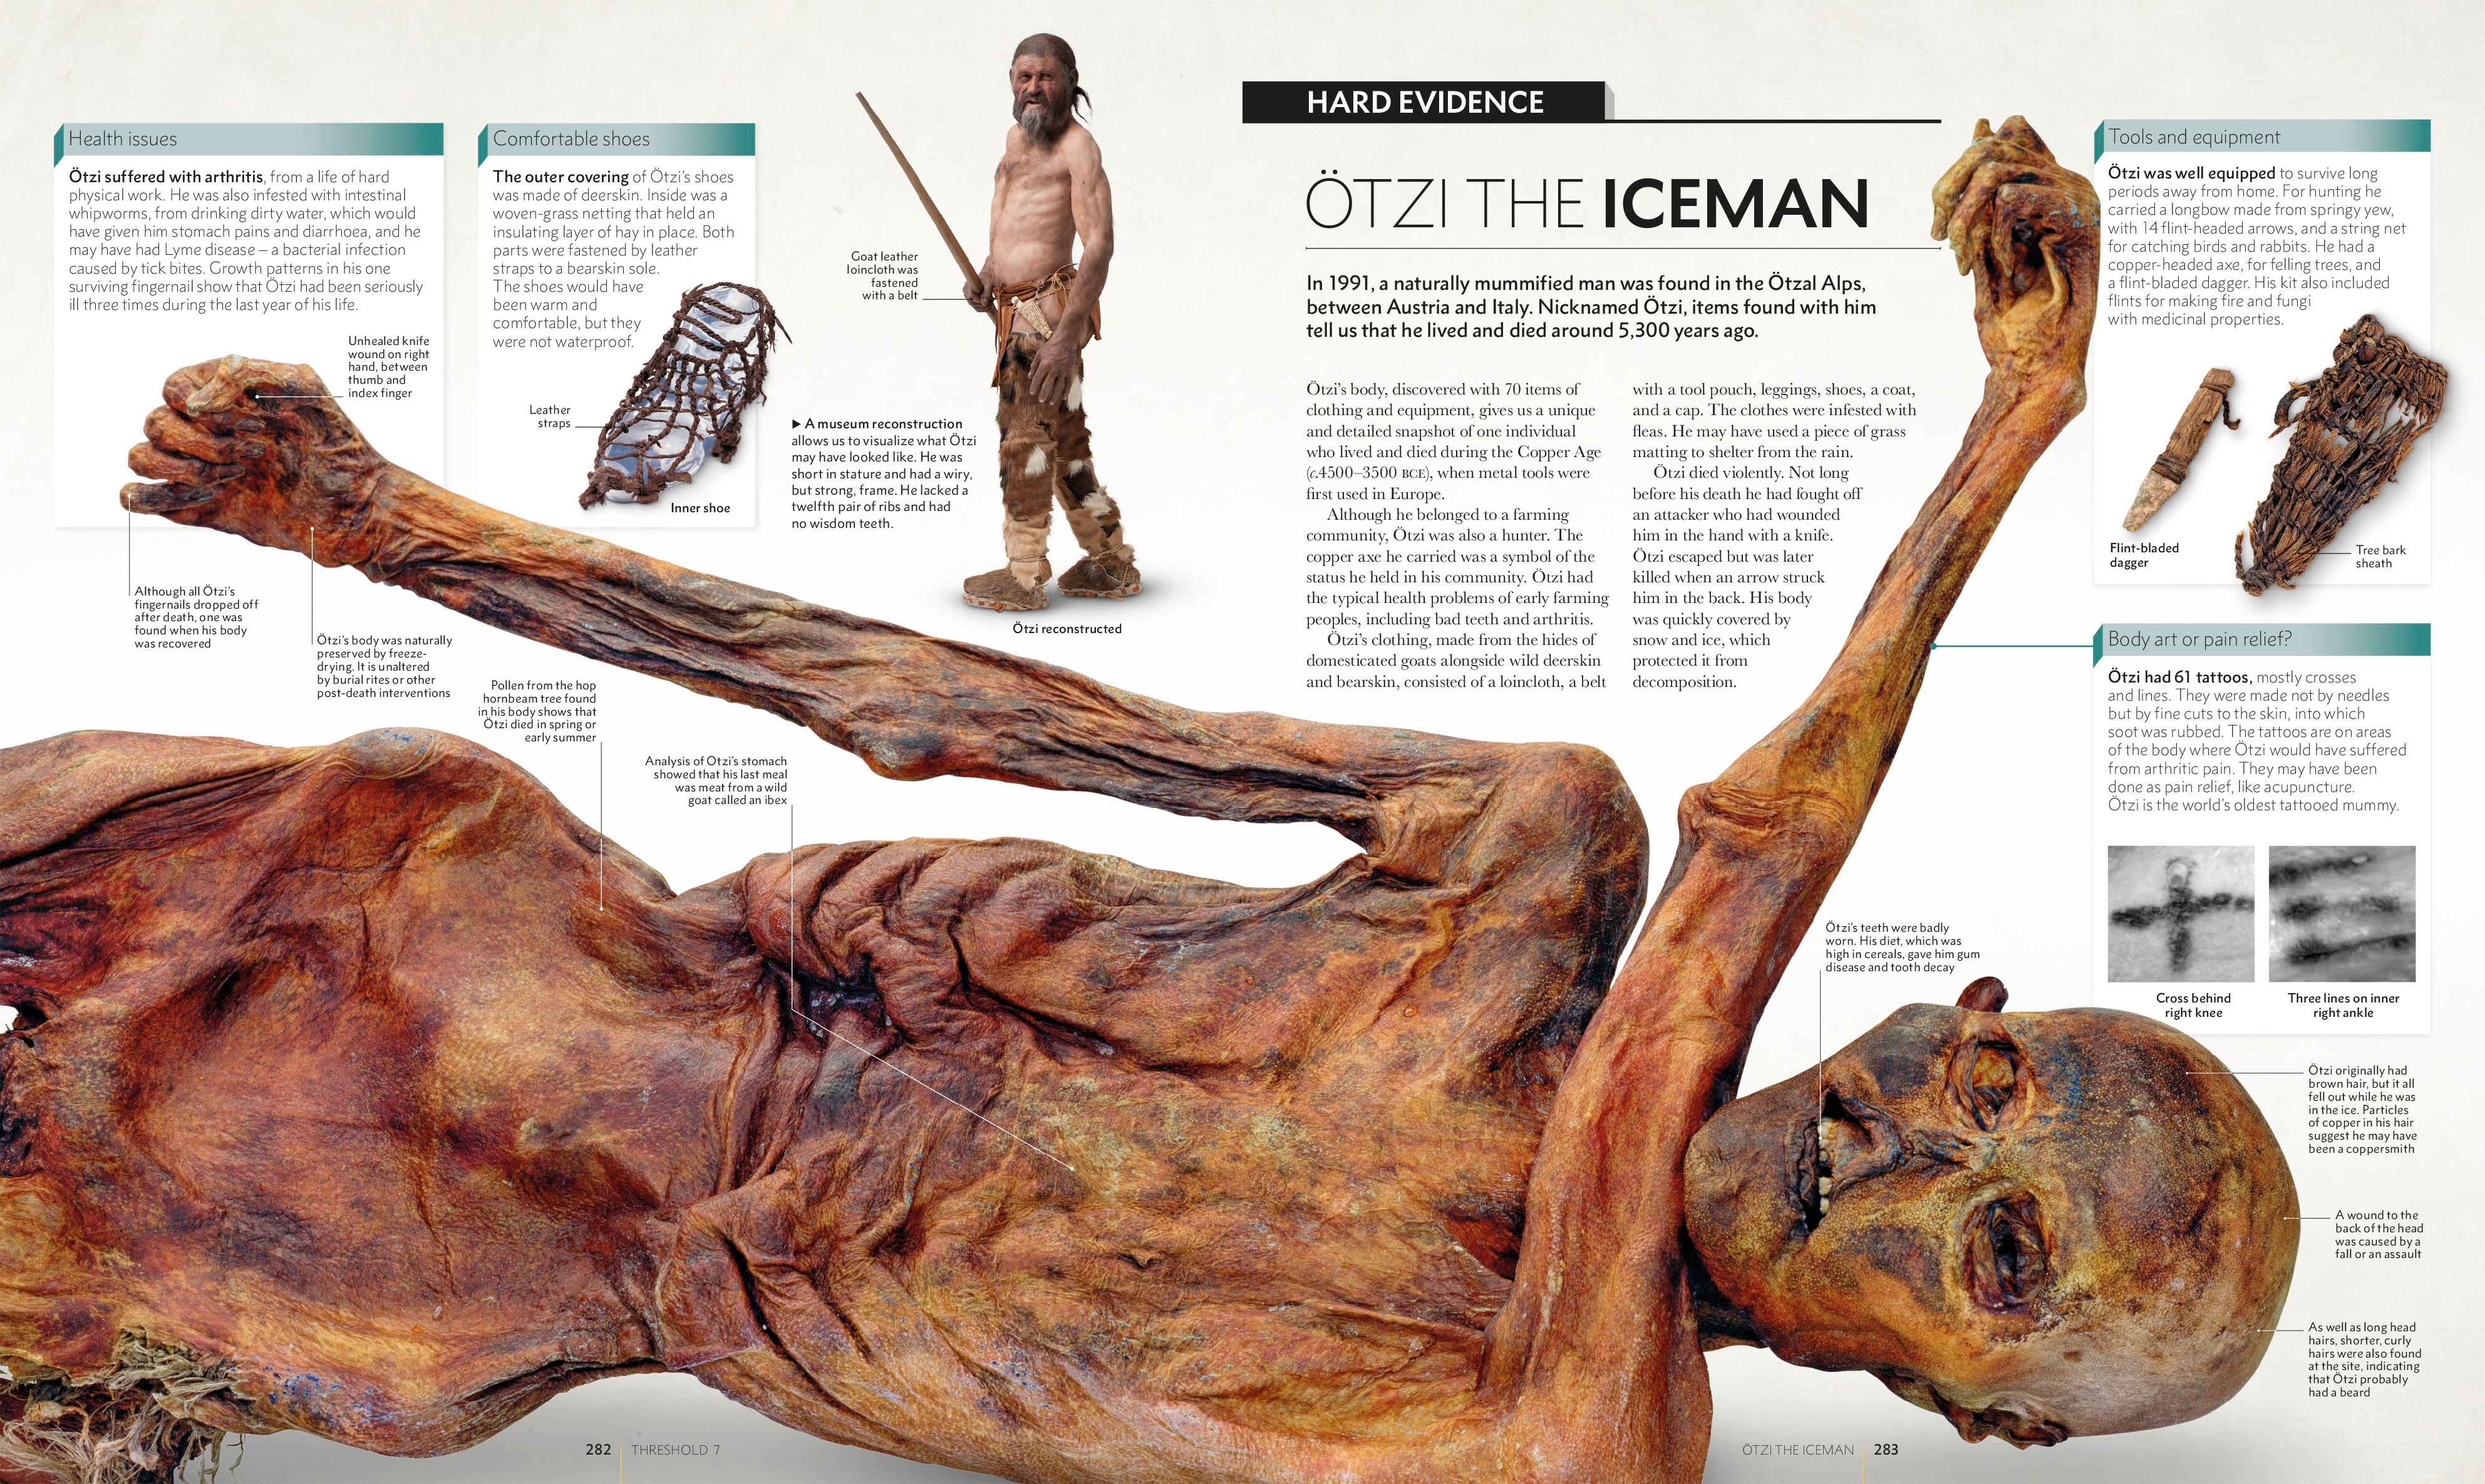 Health issues
Ötzi suffered with arthritis, from a life of hard
physical work. He was also infested with intestinal
whipworms, from drinking dirty water, which would
have given him stomach pains and diarrhoea, and he
may have had Lyme disease – a bacterial infection
caused by tick bites. Growth patterns in his one
surviving fingernail show that Ötzi had been seriously
ill three times during the last year of his life.
Unhealed knife
wound on right
hand, between
thumb and
index finger
Although all Ötzi's
fingernails dropped off
after death, one was
found when his body
was recovered
Ötzi's body was naturally
preserved by freeze-
drying. It is unaltered
by burial rites or other
post-death interventions
Comfortable shoes
The outer covering of Ötzi's shoes
was made of deerskin. Inside was a
woven-grass netting that held an
insulating layer of hay in place. Both
parts were fastened by leather
straps to a bearskin sole.
The shoes would have
been warm and
comfortable, but they
were not waterproof.
Leather
straps
Inner shoe
Pollen from the hop
hornbeam tree found
in his body shows that
Ötzi died in spring or
early summer
Analysis of Otzi's stomach
showed that his last meal
was meat from a wild
goat called an ibex
Goat leather
loincloth was
fastened
with a belt
▶ A museum reconstruction
allows us to visualize what Ötzi
may have looked like. He was
short in stature and had a wiry,
but strong, frame. He lacked a
twelfth pair of ribs and had
no wisdom teeth.
Ötzi reconstructed
HARD EVIDENCE
ÖTZI THE ICEMAN
In 1991, a naturally mummified man was found in the Ötzal Alps,
between Austria and Italy. Nicknamed Ötzi, items found with him
tell us that he lived and died around 5,300 years ago.
Ötzi's body, discovered with 70 items of
clothing and equipment, gives us a unique
and detailed snapshot of one individual
who lived and died during the Copper Age
(c.4500–3500 BCE), when metal tools were
first used in Europe.
Although he belonged to a farming
community, Ötzi was also a hunter. The
copper axe he carried was a symbol of the
status he held in his community. Ötzi had
the typical health problems of early farming
peoples, including bad teeth and arthritis.
Ötzi's clothing, made from the hides of
domesticated goats alongside wild deerskin
and bearskin, consisted of a loincloth, a belt
with a tool pouch, leggings, shoes, a coat,
and a cap. The clothes were infested with
fleas. He may have used a piece of grass
matting to shelter from the rain.
Ötzi died violently. Not long
before his death he had fought off
an attacker who had wounded
him in the hand with a knife.
Ötzi escaped but was later
killed when an arrow struck
him in the back. His body
was quickly covered by
snow and ice, which
protected it from
decomposition.
Tools and equipment
Ötzi was well equipped to survive long
periods away from home. For hunting he
carried a longbow made from springy yew,
with 14 flint-headed arrows, and a string net
for catching birds and rabbits. He had a
copper-headed axe, for felling trees, and
a flint-bladed dagger. His kit also included
flints for making fire and fungi
with medicinal properties.
Flint-bladed
dagger
Tree bark
sheath
Body art or pain relief?
Ötzi had 61 tattoos, mostly crosses
and lines. They were made not by needles
but by fine cuts to the skin, into which
soot was rubbed. The tattoos are on areas
of the body where Ötzi would have suffered
from arthritic pain. They may have been
done as pain relief, like acupuncture.
Ötzi is the world's oldest tattooed mummy.
Cross behind
right knee
Three lines on inner
right ankle
Ötzi's teeth were badly
worn. His diet, which was
high in cereals, gave him gum
disease and tooth decay
Ötzi originally had
brown hair, but it all
fell out while he was
in the ice. Particles
of copper in his hair
suggest he may have
been a coppersmith
A wound to the
back of the head
was caused by a
fall or an assault
As well as long head
hairs, shorter, curly
hairs were also found
at the site, indicating
that Ötzi probably
had a beard
282 THRESHOLD 7
ÖTZI THE ICEMAN 283